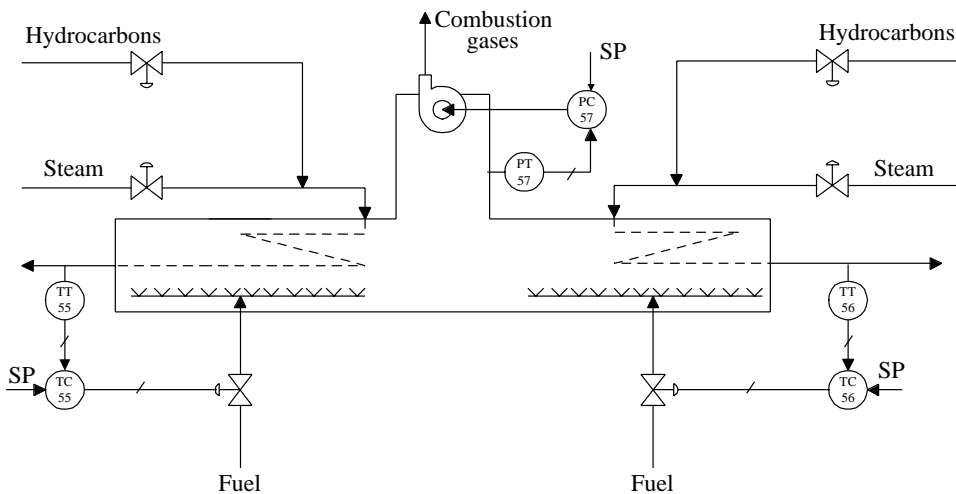 Combustion
gases
Hydrocarbons
Hydrocarbons
SP
PC
57
PT
57
Steam
Steam
TT
55
TT
56
SP
TC
55
TC
56
SP
Fuel
Fuel